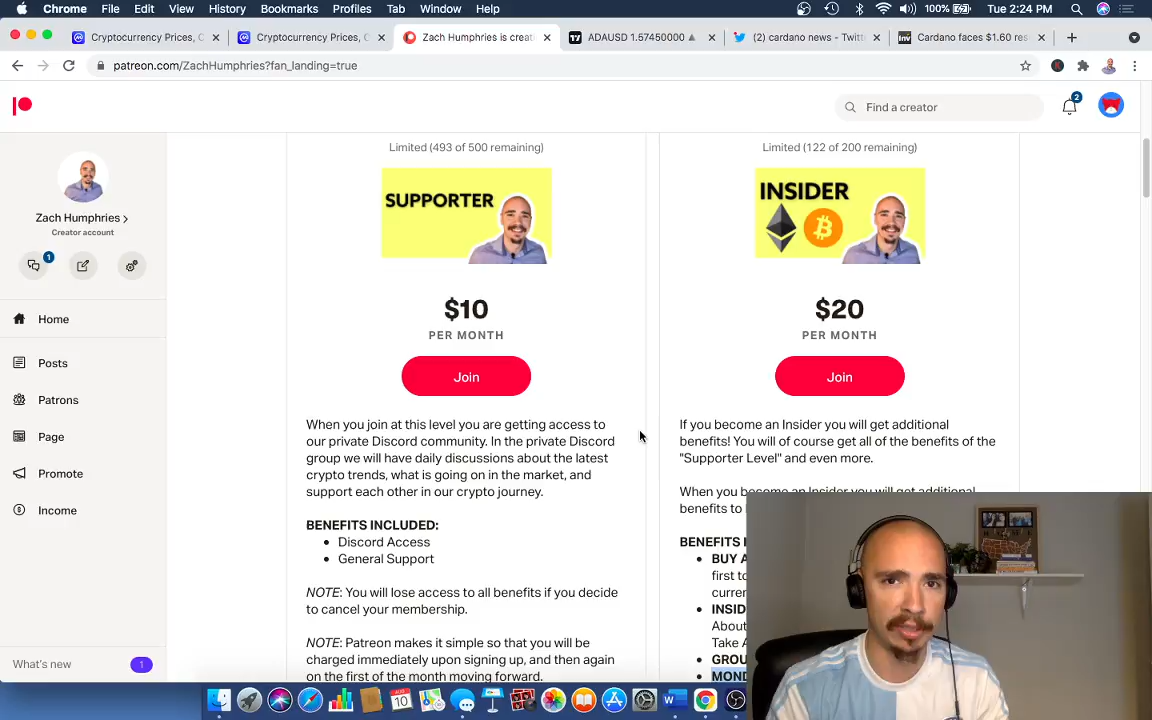 Chrome File Edit View History Bookmarks Profiles Tab Window Help 100% Tue 2:24 PM
Cryptocurrency Prices, C
Cryptocurrency Prices, C
Zach Humphries is creat
ADAUSD 1.57450000 ▲
(2) cardano news - Twitt
Cardano faces $1.60 res
patreon.com/ZachHumphries?fan_landing=true
Find a creator
2
Zach Humphries
Creator account
1
Home
Posts
Patrons
Page
Promote
Income
What's new 1
Limited (493 of 500 remaining)
SUPPORTER
$10
PER MONTH
Join
When you join at this level you are getting access to
our private Discord community. In the private Discord
group we will have daily discussions about the latest
crypto trends, what is going on in the market, and
support each other in our crypto journey.
BENEFITS INCLUDED:
• Discord Access
• General Support
NOTE: You will lose access to all benefits if you decide
to cancel your membership.
NOTE: Patreon makes it simple so that you will be
charged immediately upon signing up, and then again
on the first of the month moving forward.
Limited (122 of 200 remaining)
INSIDER
$20
PER MONTH
Join
If you become an Insider you will get additional
benefits! You will of course get all of the benefits of the
"Supporter Level" and even more.
When you become an Insider you will get additional
benefits to
BENEFITS I
• BUY A
first to
curre
• INSID
Abou
Take A
• GROU
• MOND